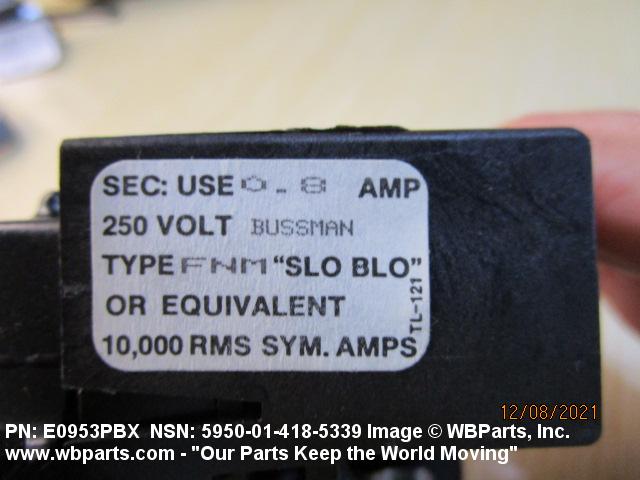 SEC: USE 0.8 AMP
250 VOLT BUSSMAN
TYPE FNM "SLO BLO"
OR EQUIVALENT
10,000 RMS SYM. AMPS
TL-121
12/08/2021
PN: E0953PBX NSN: 5950-01-418-5339 Image © WBParts, Inc.
www.wbparts.com - "Our Parts Keep the World Moving"